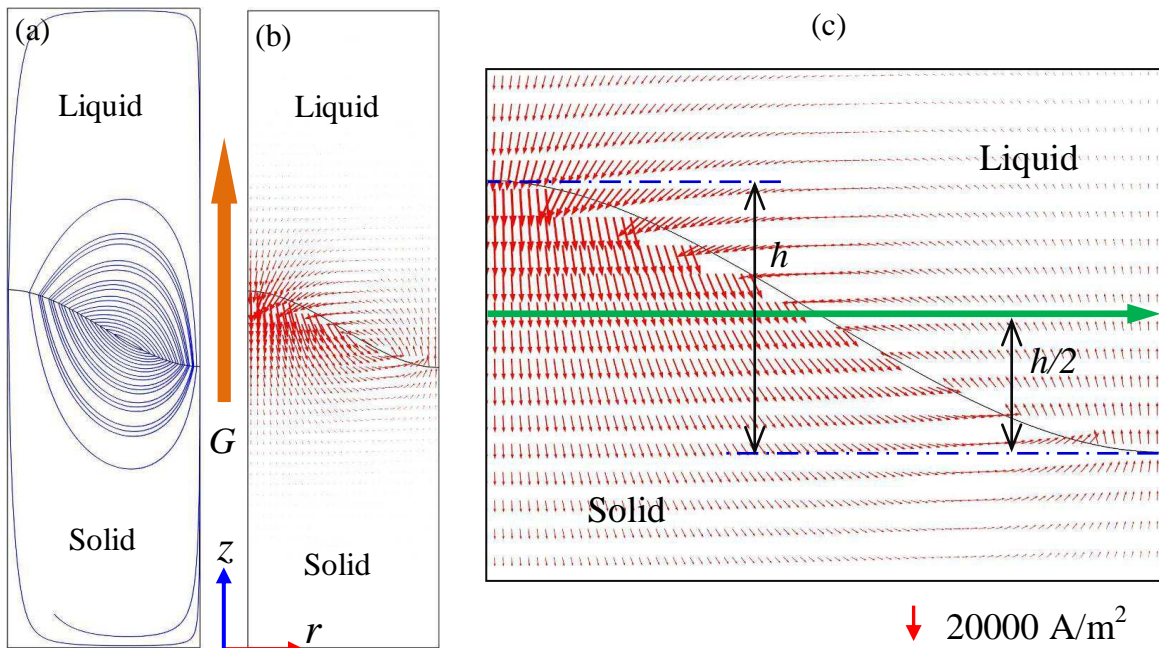 (a)
Liquid
Solid
G
z
r
(b)
Liquid
Solid
(c)
Liquid
h
h/2
Solid
20000 A/m²